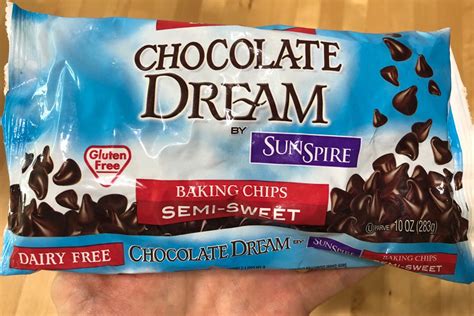 CHOCOLATE
DREAM
BY
SUNSPIRE
Gluten
Free
BAKING CHIPS
SEMI-SWEET
U PARVE 10 OZ (283g)
DAIRY FREE
CHOCOLATE DREAM BY SUNSPIRE
BAKING CHIPS
SEMI-SWEET